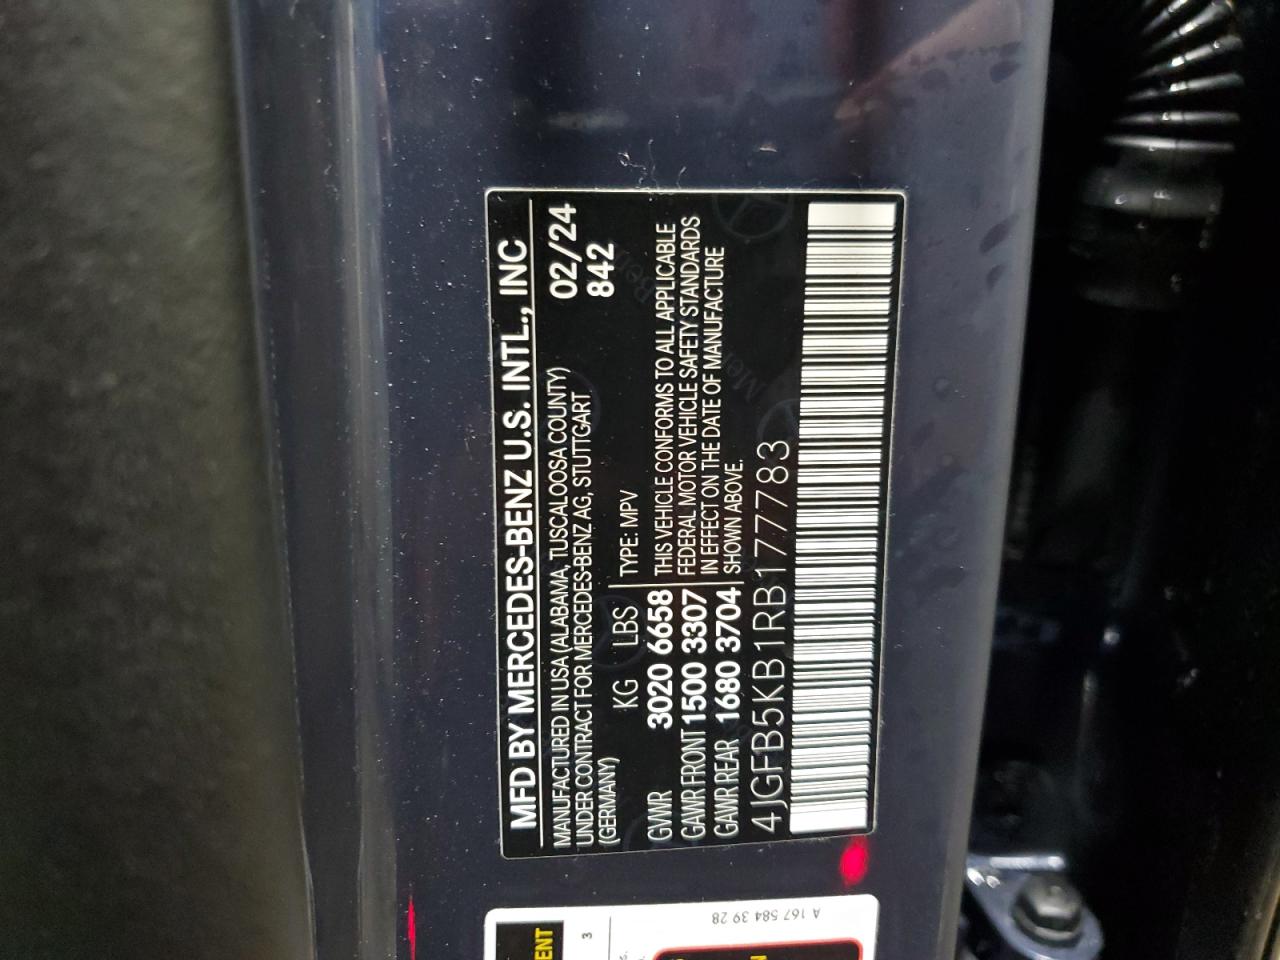 MFD BY MERCEDES-BENZ U.S. INTL., INC
MANUFACTURED IN USA (ALABAMA, TUSCALOOSA COUNTY) 02/24
UNDER CONTRACT FOR MERCEDES-BENZ AG, STUTTGART 842
(GERMANY)
KG LBS TYPE: MPV
GVWR 3020 6658 THIS VEHICLE CONFORMS TO ALL APPLICABLE
GAWR FRONT 1500 3307 FEDERAL MOTOR VEHICLE SAFETY STANDARDS
GAWR REAR 1680 3704 IN EFFECT ON THE DATE OF MANUFACTURE
SHOWN ABOVE.
4JGFB5KB1RB177783
A 167 584 39 28
ENT
3